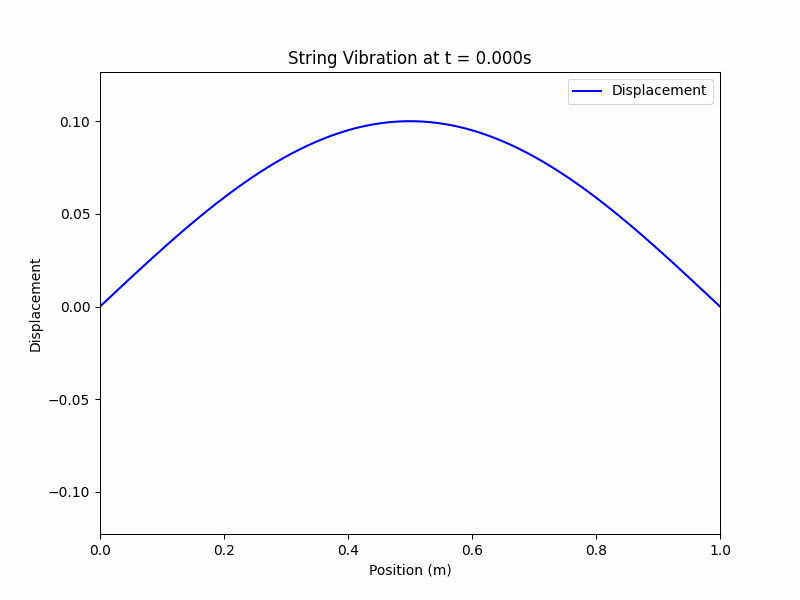 String Vibration at t = 0.000s
Displacement
0.10
0.05
0.00
−0.05
−0.10
Displacement
0.0 0.2 0.4 0.6 0.8 1.0
Position (m)